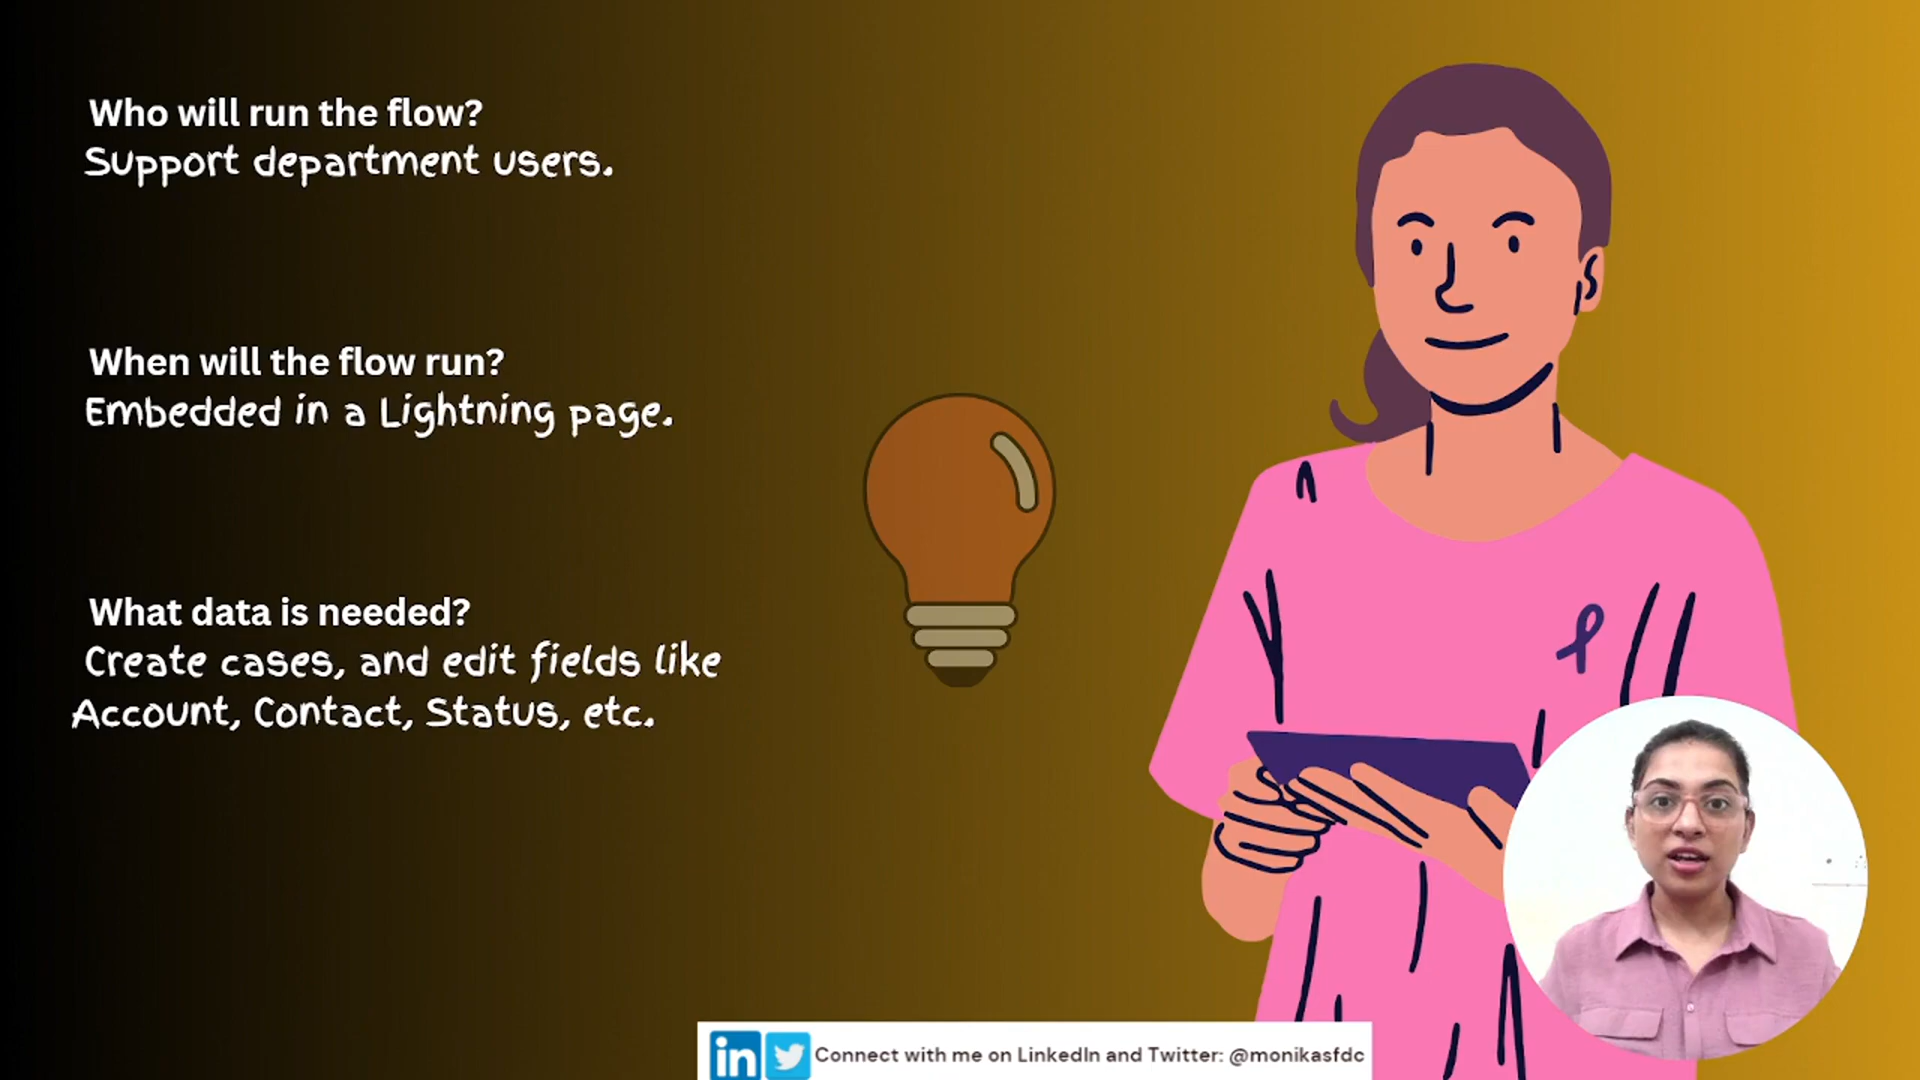 Who will run the flow?
Support department users.
When will the flow run?
Embedded in a Lightning page.
What data is needed?
Create cases, and edit fields like
Account, Contact, Status, etc.
in Connect with me on LinkedIn and Twitter: @monikasfdc